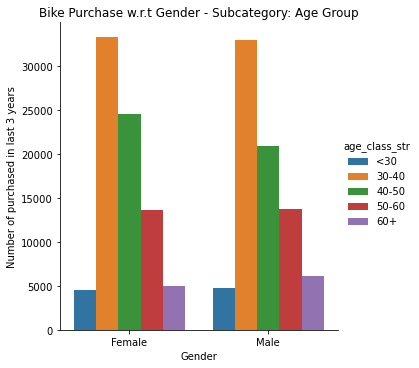 Bike Purchase w.r.t Gender - Subcategory: Age Group
Number of purchased in last 3 years
30000
25000
20000
15000
10000
5000
0
Female
Male
Gender
age_class_str
<30
30-40
40-50
50-60
60+